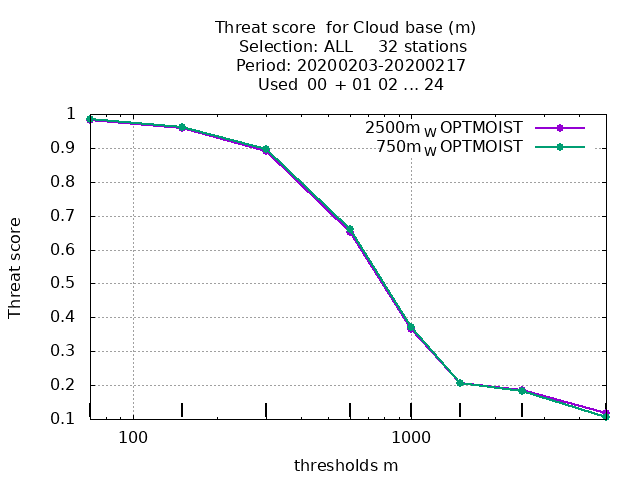 Threat score for Cloud base (m)
Selection: ALL 32 stations
Period: 20200203-20200217
Used 00 + 01 02 ... 24
2500m_W OPTMOIST
750m_W OPTMOIST
1
0.9
0.8
0.7
0.6
0.5
0.4
0.3
0.2
0.1
Threat score
100 1000
thresholds m